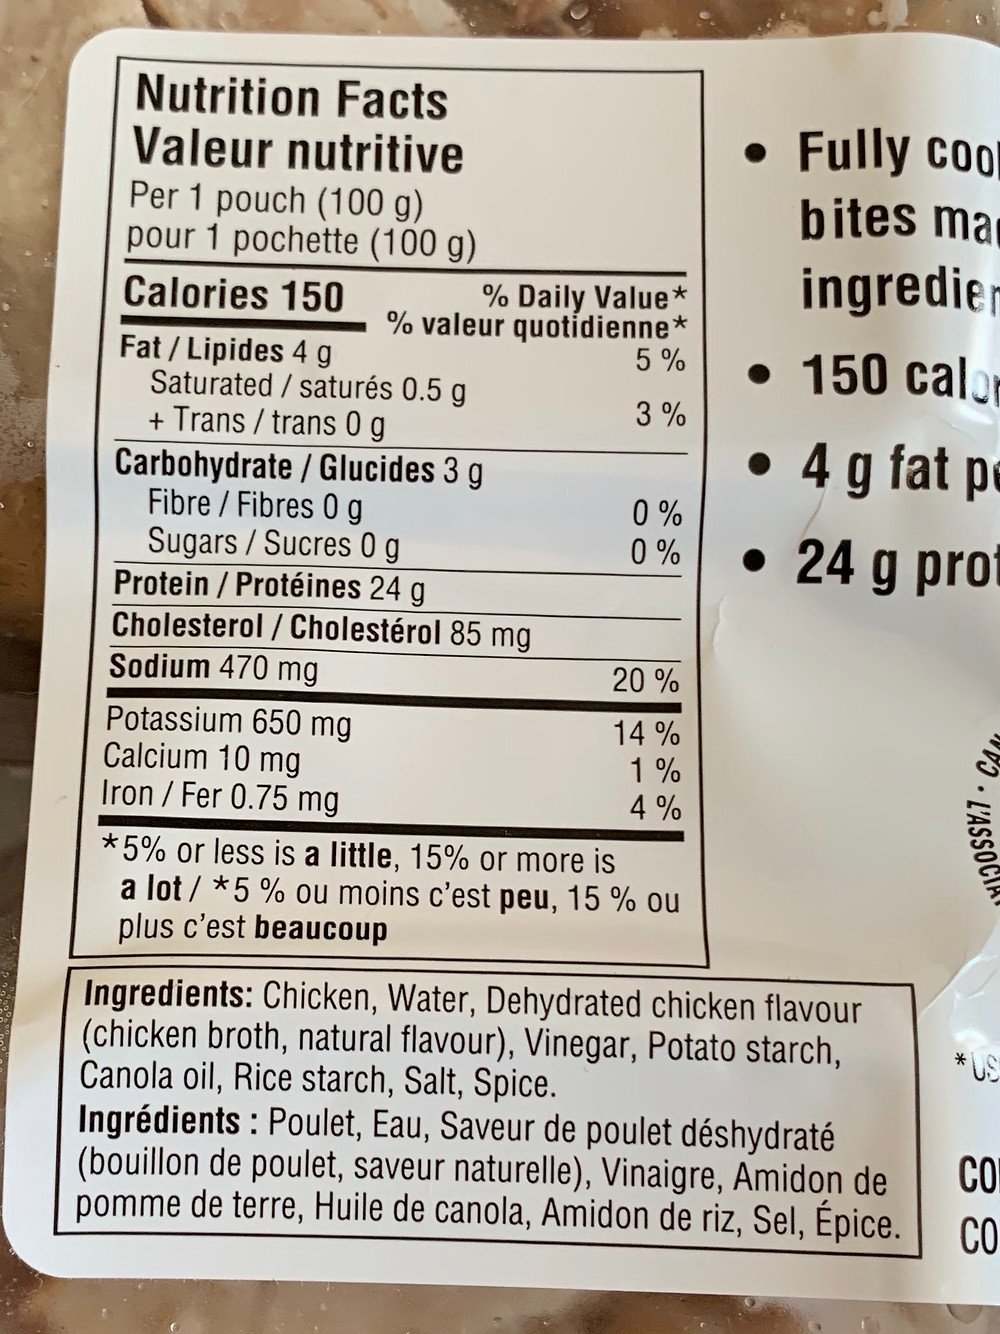 Nutrition Facts
Valeur nutritive
Per 1 pouch (100 g)
pour 1 pochette (100 g)
Calories 150
% Daily Value*
% valeur quotidienne*
Fat / Lipides 4 g 5 %
Saturated / saturés 0.5 g
+ Trans / trans 0 g 3 %
Carbohydrate / Glucides 3 g
Fibre / Fibres 0 g 0 %
Sugars / Sucres 0 g 0 %
Protein / Protéines 24 g
Cholesterol / Cholestérol 85 mg
Sodium 470 mg 20 %
Potassium 650 mg 14 %
Calcium 10 mg 1 %
Iron / Fer 0.75 mg 4 %
*5% or less is a little, 15% or more is
a lot / *5 % ou moins c'est peu, 15 % ou
plus c'est beaucoup
Ingredients: Chicken, Water, Dehydrated chicken flavour
(chicken broth, natural flavour), Vinegar, Potato starch,
Canola oil, Rice starch, Salt, Spice.
Ingrédients : Poulet, Eau, Saveur de poulet déshydraté
(bouillon de poulet, saveur naturelle), Vinaigre, Amidon de
pomme de terre, Huile de canola, Amidon de riz, Sel, Épice.
• Fully
bites
• 150
• 4 g fat
• 24 g